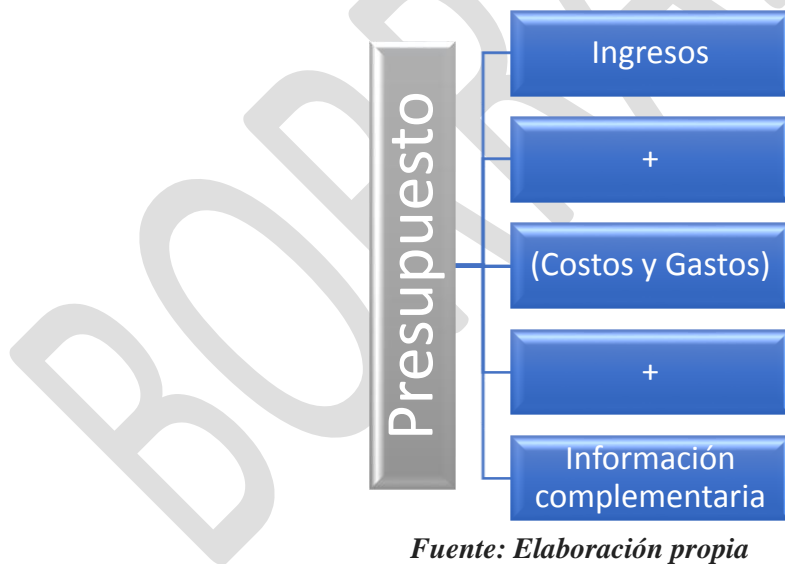 Presupuesto
Ingresos
+
(Costos y Gastos)
+
Información
complementaria
Fuente: Elaboración propia